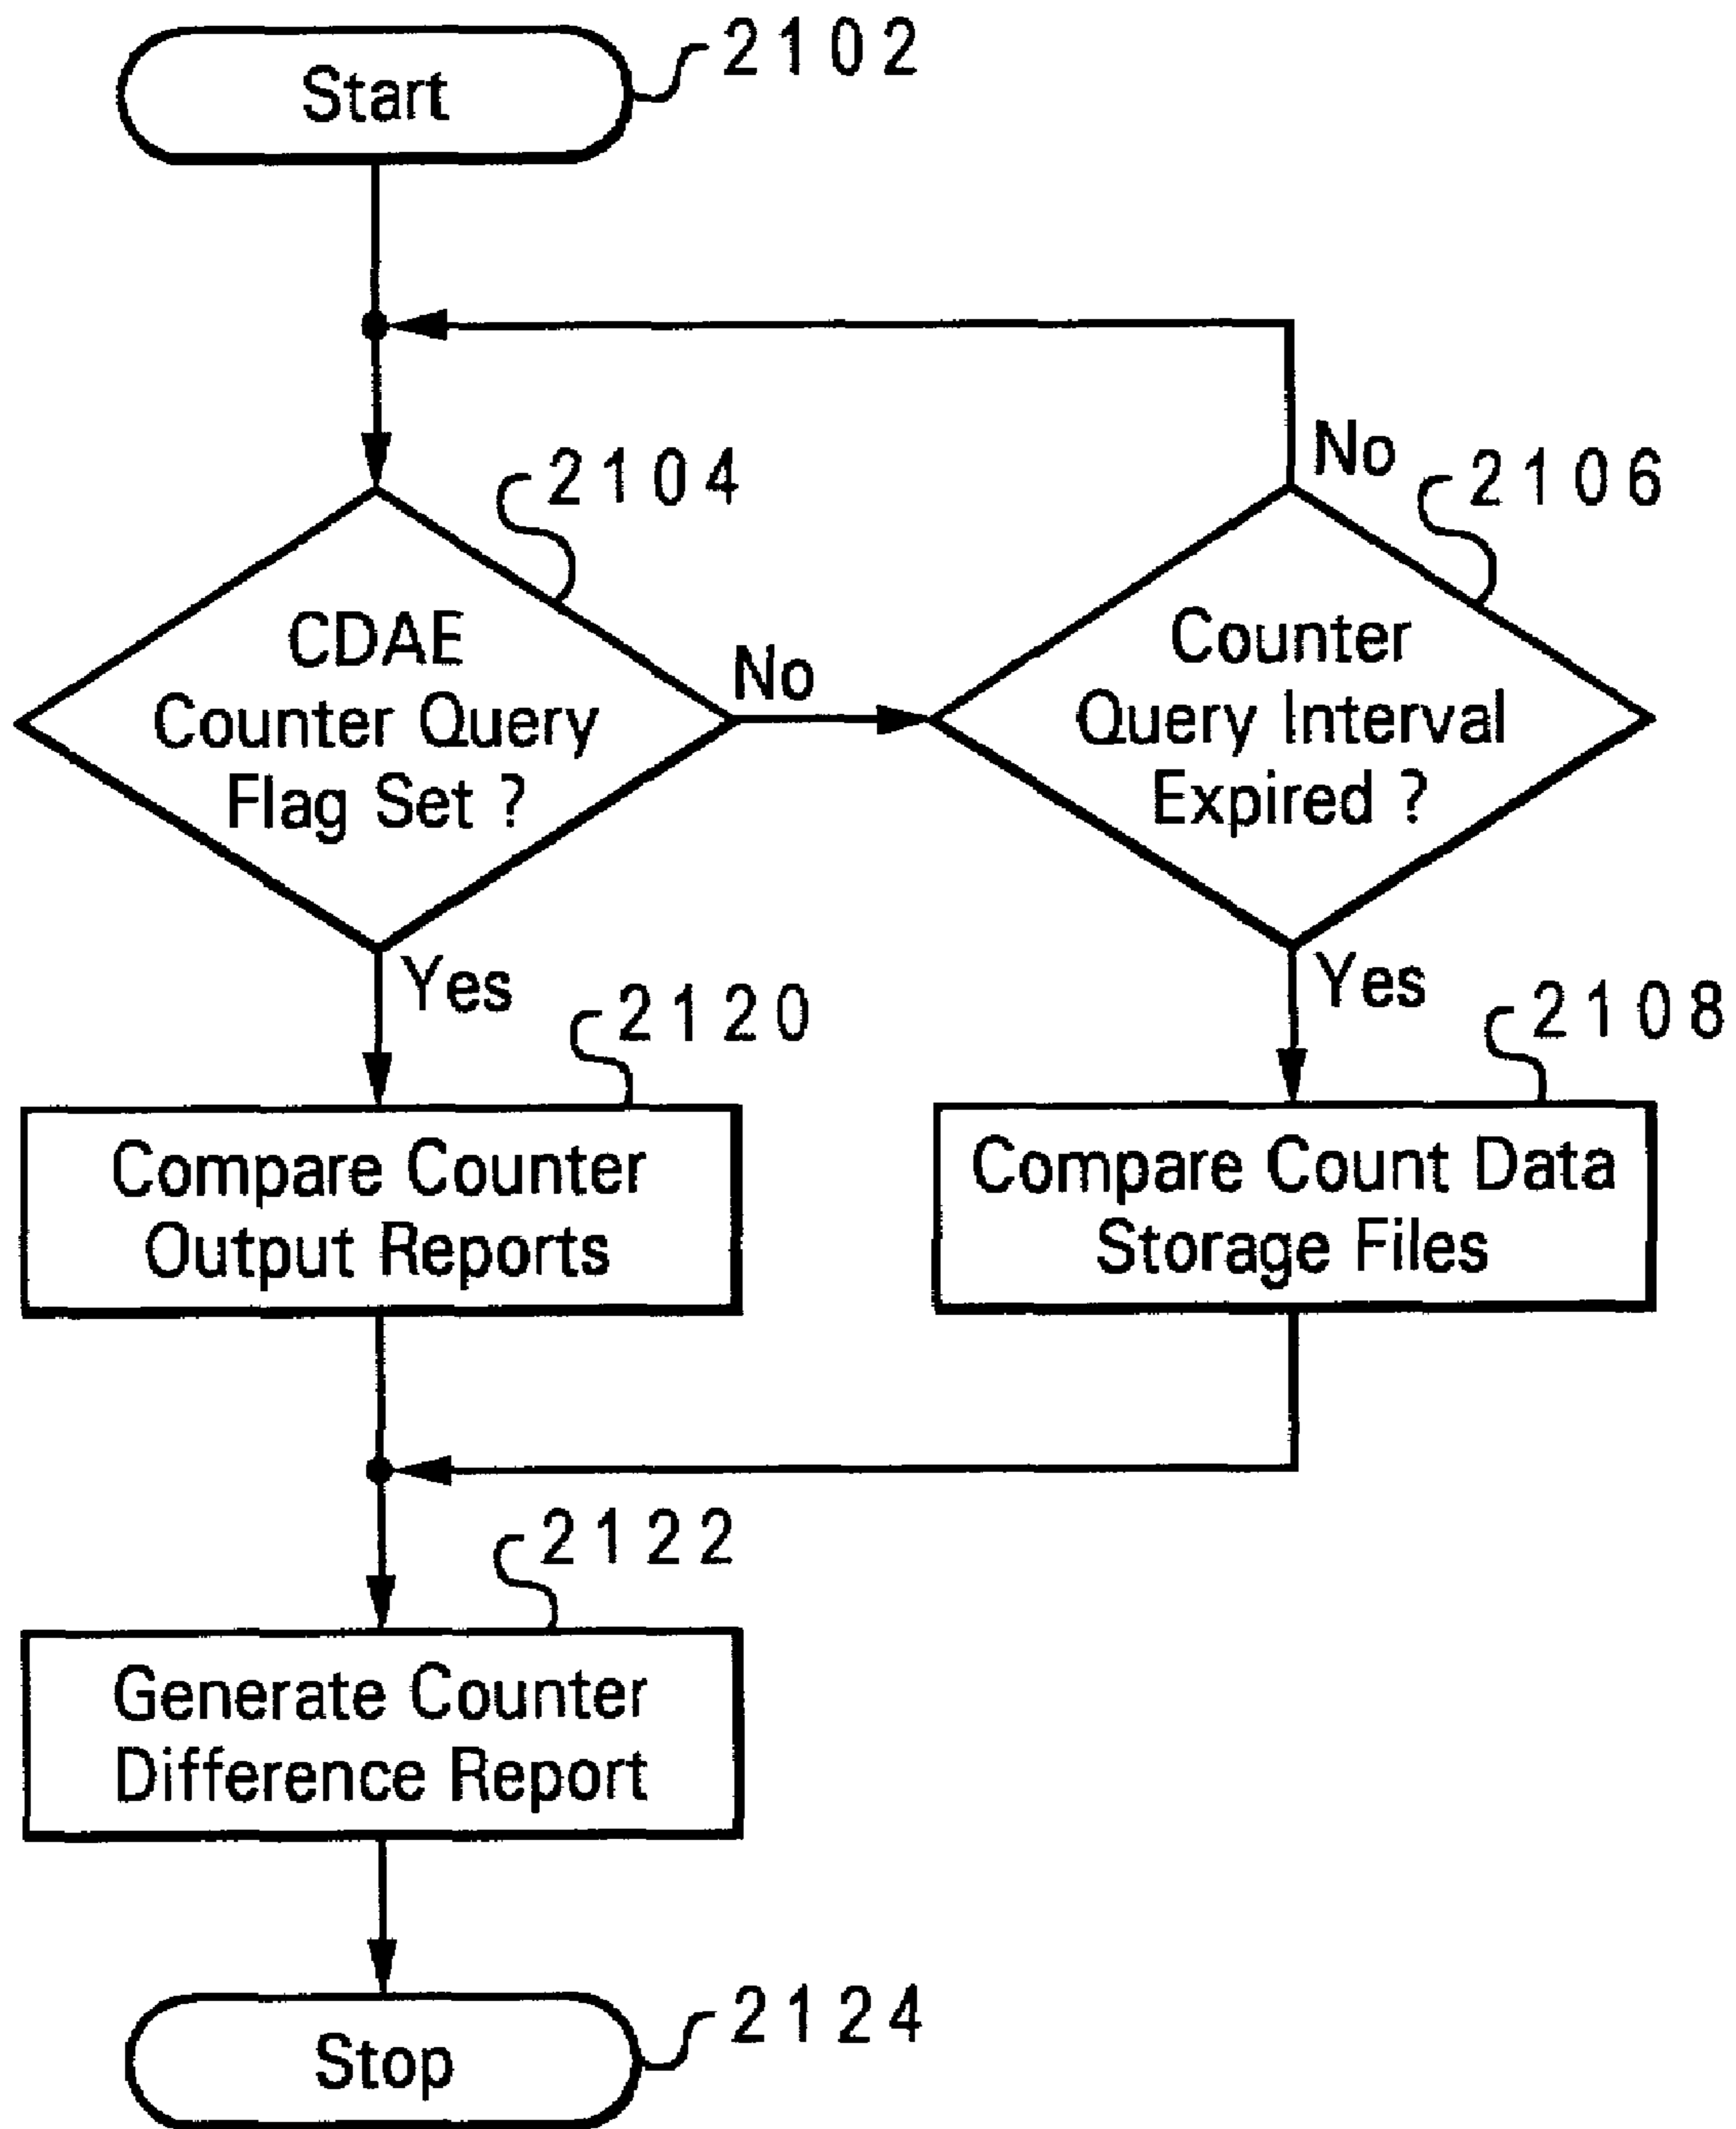 Start
2102
No
2104
2106
CDAE
Counter Query
Flag Set ?
No
Counter
Query Interval
Expired ?
Yes
2120
Yes
2108
Compare Counter
Output Reports
Compare Count Data
Storage Files
2122
Generate Counter
Difference Report
Stop
2124